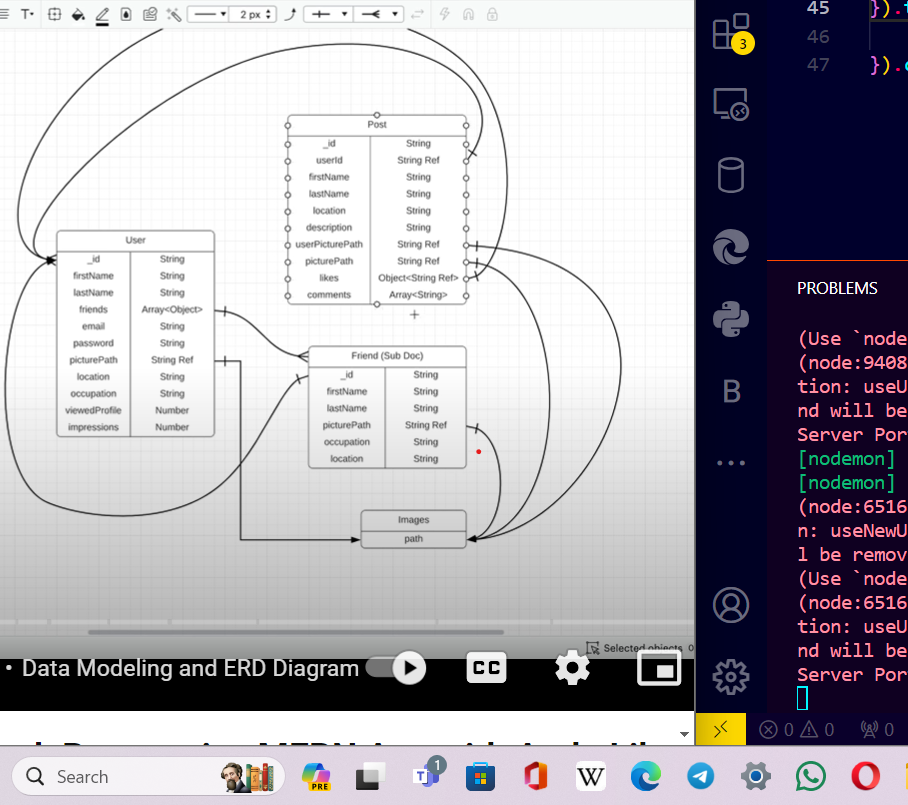 2 px
Post
_id String
userId String Ref
firstName String
lastName String
location String
description String
userPicturePath String Ref
picturePath String Ref
likes Object<String Ref>
comments Array<String>
User
_id String
firstName String
lastName String
friends Array<Object>
email String
password String
picturePath String Ref
location String
occupation String
viewedProfile Number
impressions Number
Friend (Sub Doc)
_id String
firstName String
lastName String
picturePath String Ref
occupation String
location String
Images
path
Selected objects 0
• Data Modeling and ERD Diagram
CC
3
45 }).
46
47 }).
B
PROBLEMS
(Use `node
(node:9408
tion: useU
nd will be
Server Por
[nodemon]
[nodemon]
(node:6516
n: useNewU
l be remov
(Use `node
(node:6516
tion: useU
nd will be
Server Por
0 0 0
Search
PRE
T
1
W